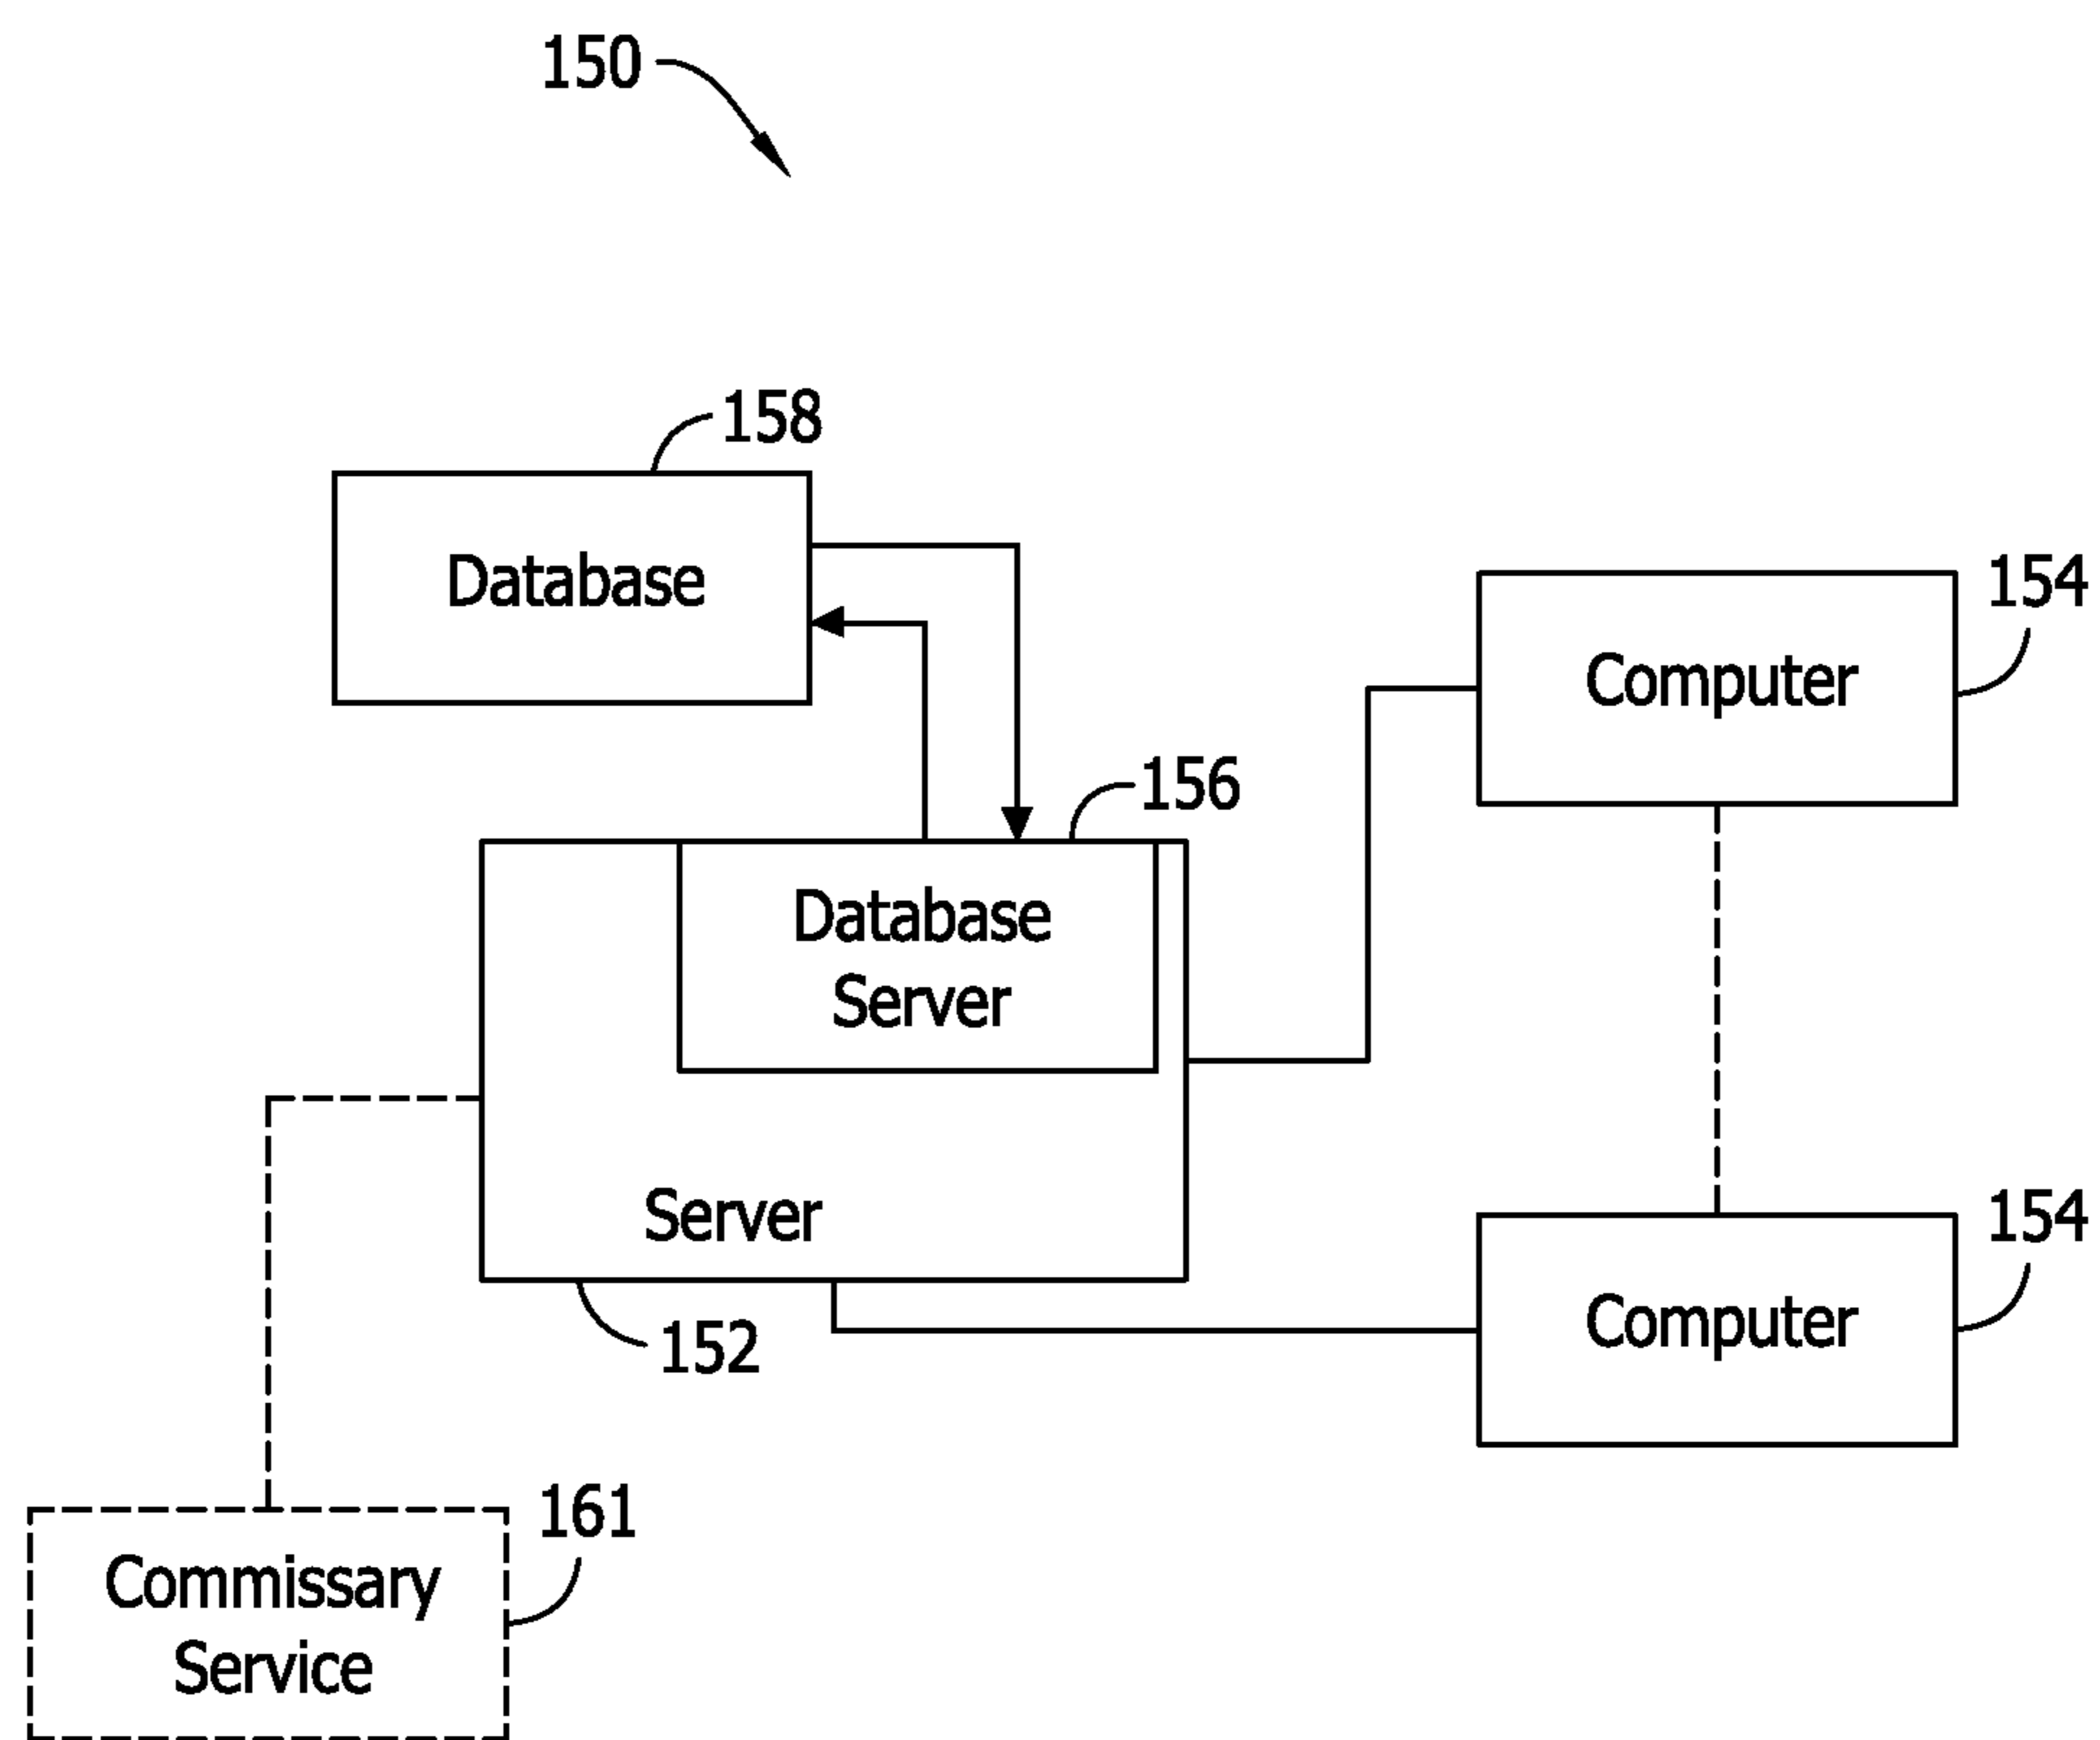 150
158
Database
154
Computer
156
Database
Server
Server
152
154
Computer
161
Commissary
Service